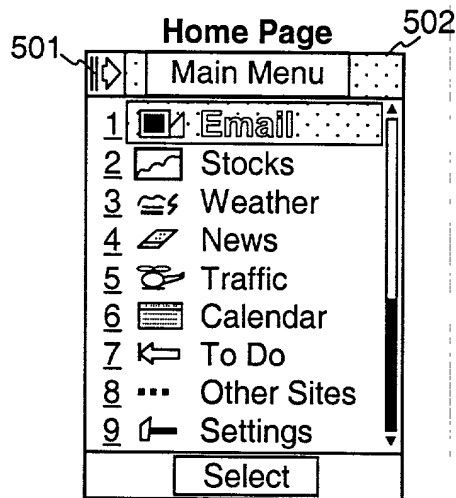 Home Page
501
502
Main Menu
1 Email
2 Stocks
3 Weather
4 News
5 Traffic
6 Calendar
7 To Do
8 Other Sites
9 Settings
Select